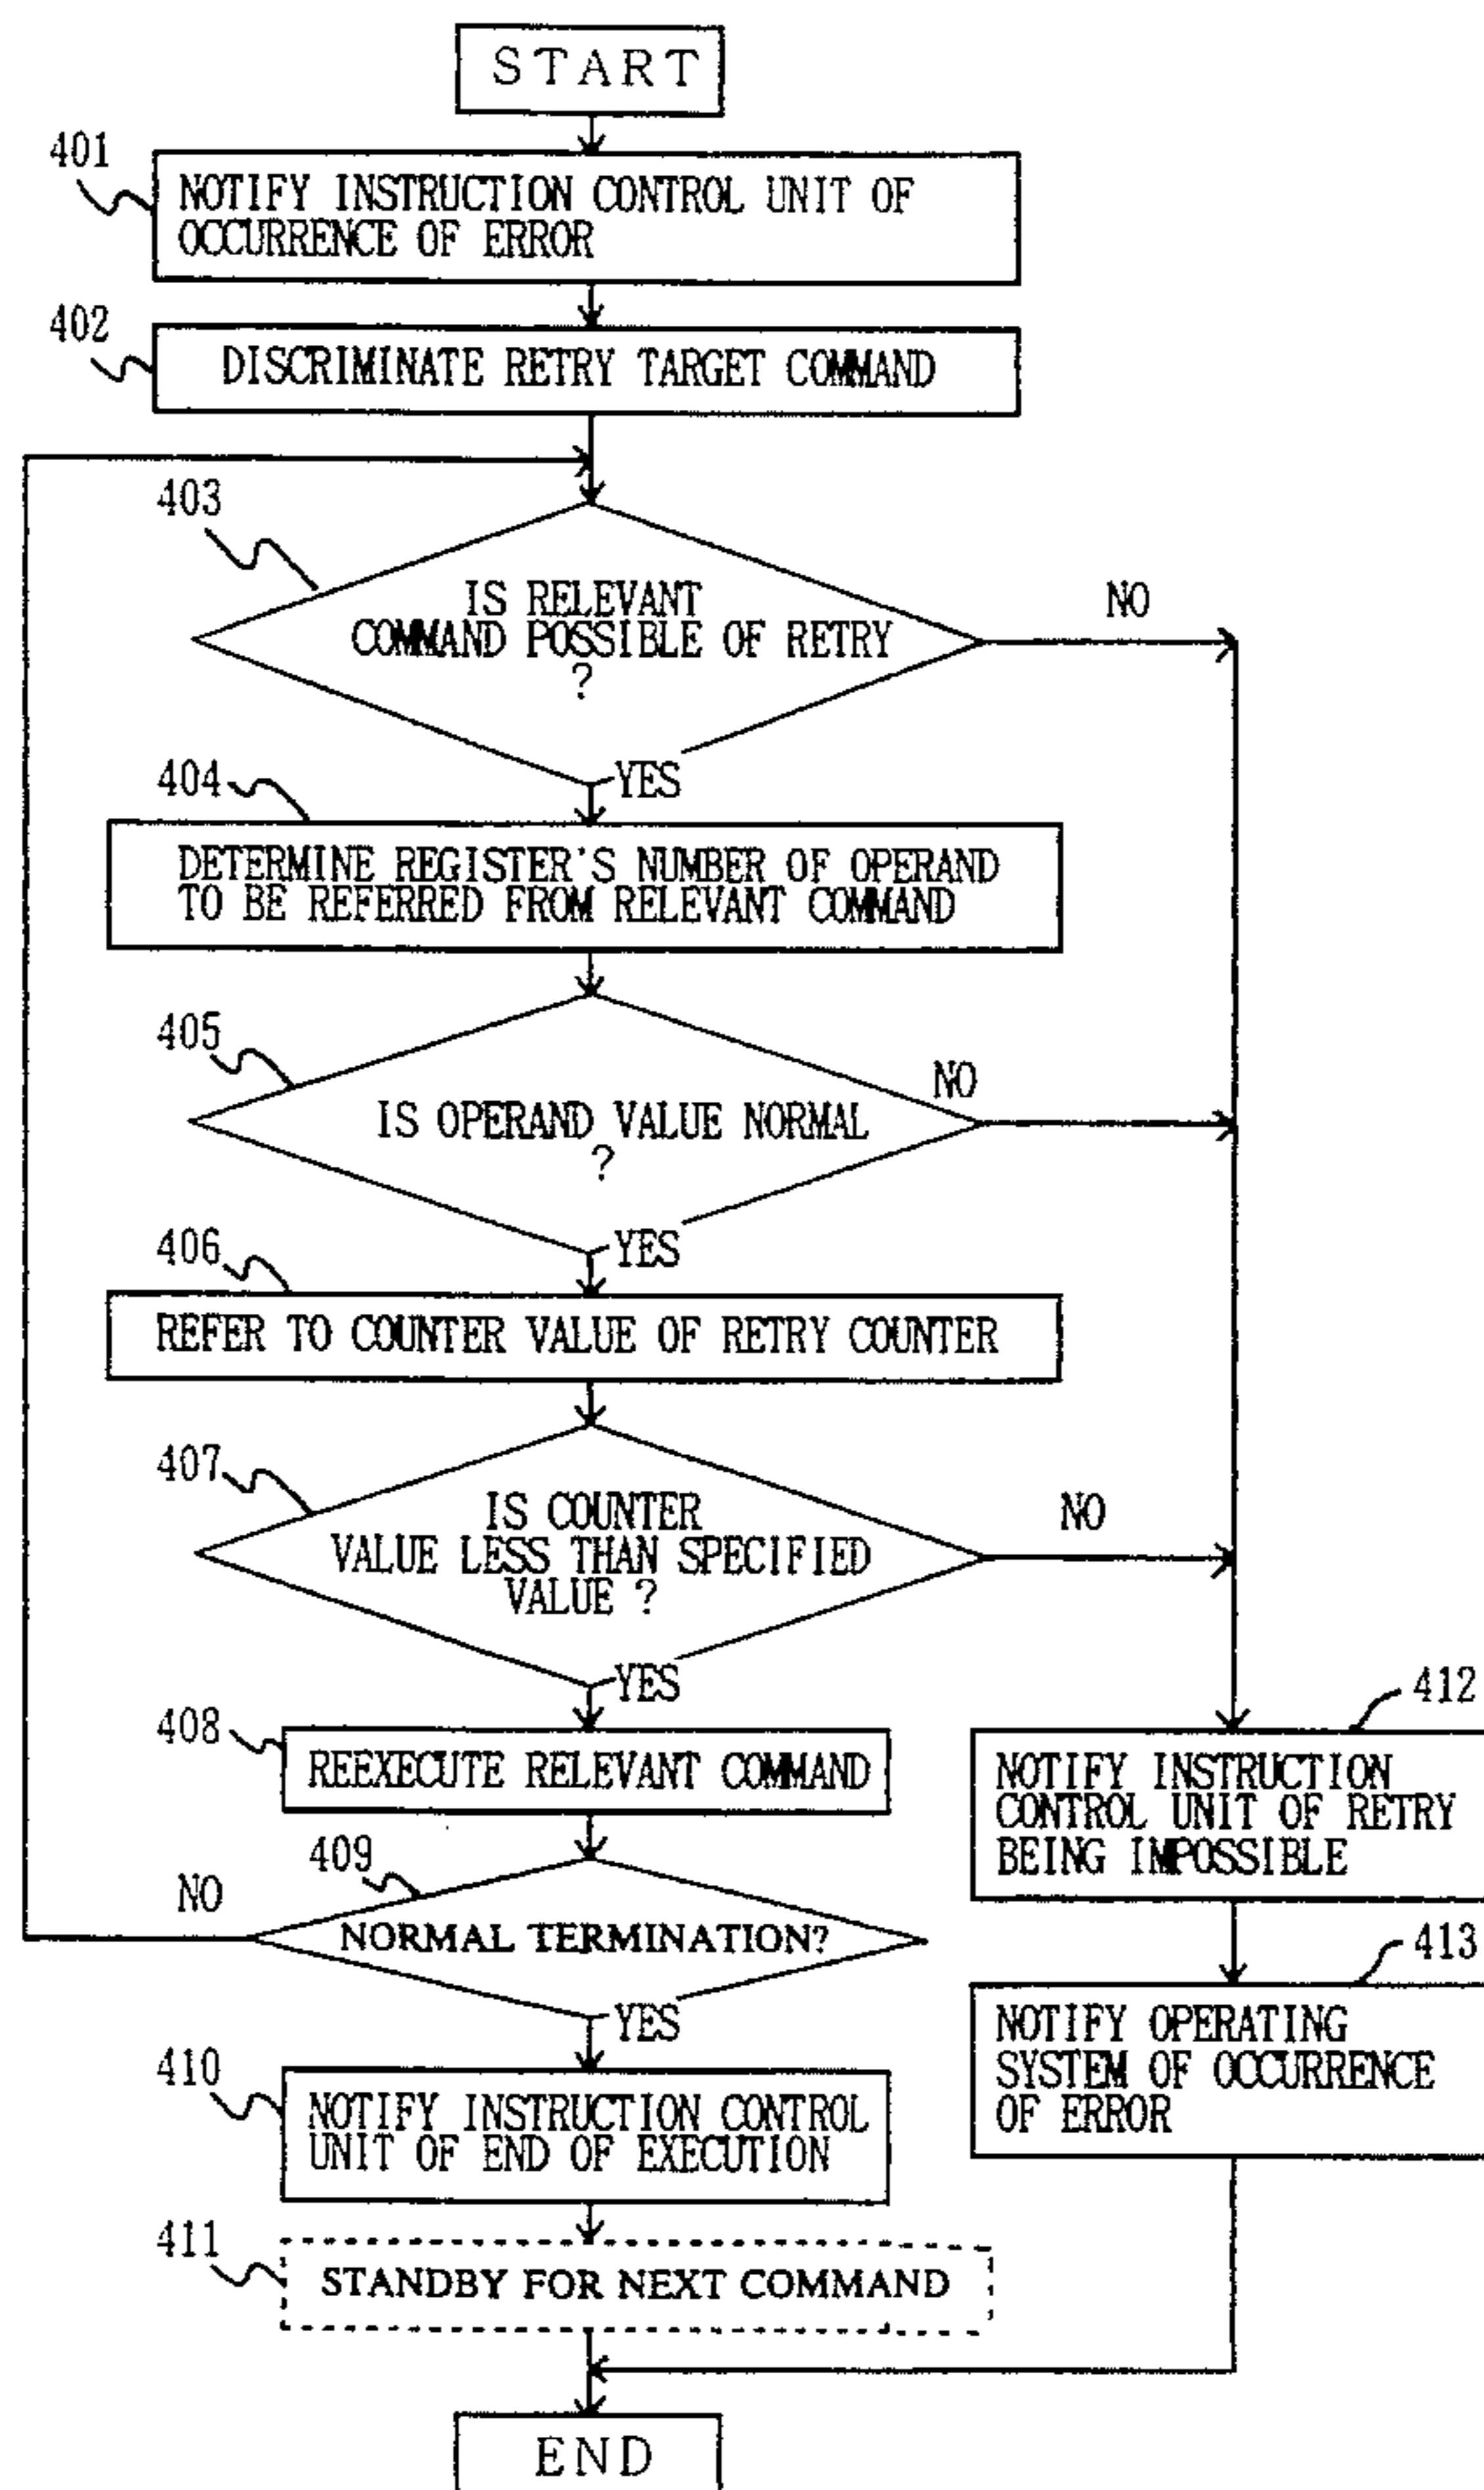 START
401
NOTIFY INSTRUCTION CONTROL UNIT OF
OCCURRENCE OF ERROR
402
DISCRIMINATE RETRY TARGET COMMAND
403
IS RELEVANT
COMMAND POSSIBLE OF RETRY
?
NO
YES
404
DETERMINE REGISTER'S NUMBER OF OPERAND
TO BE REFERRED FROM RELEVANT COMMAND
405
IS OPERAND VALUE NORMAL
?
NO
YES
406
REFER TO COUNTER VALUE OF RETRY COUNTER
407
IS COUNTER
VALUE LESS THAN SPECIFIED
VALUE ?
NO
YES
408
REEXECUTE RELEVANT COMMAND
409
NORMAL TERMINATION?
NO
YES
410
NOTIFY INSTRUCTION CONTROL
UNIT OF END OF EXECUTION
411
STANDBY FOR NEXT COMMAND
412
NOTIFY INSTRUCTION
CONTROL UNIT OF RETRY
BEING IMPOSSIBLE
413
NOTIFY OPERATING
SYSTEM OF OCCURRENCE
OF ERROR
END